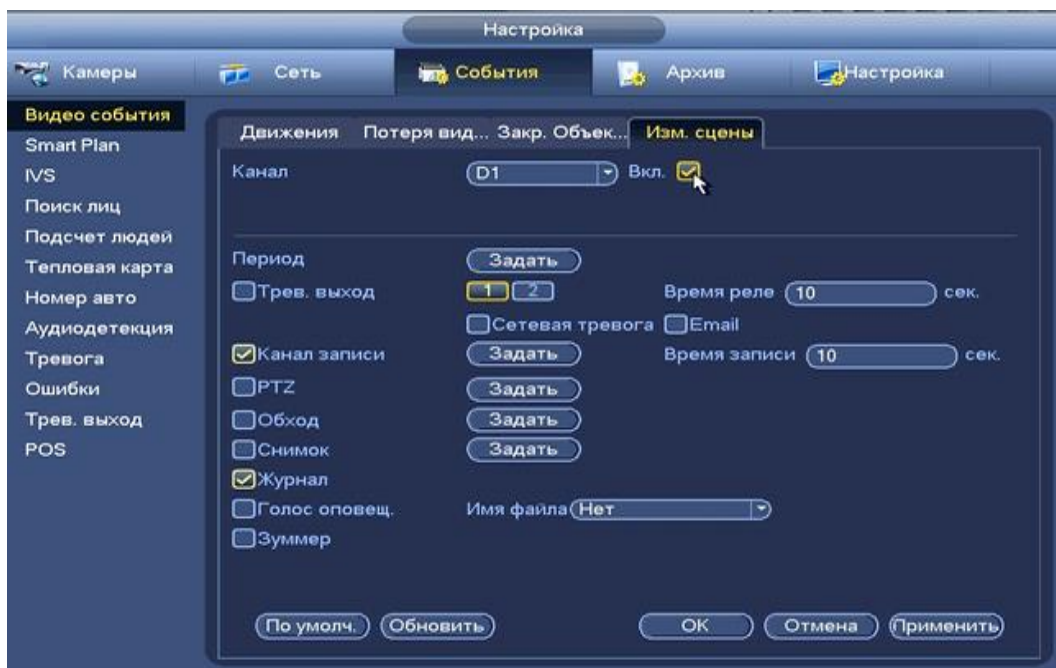 Настройка
Камеры Сеть События Архив Настройка
Видео события
Smart Plan
IVS
Поиск лиц
Подсчет людей
Тепловая карта
Номер авто
Аудиодетекция
Тревога
Ошибки
Трев. выход
POS
Движения Потеря вид... Закр. Объек... Изм. сцены
Канал D1 Вкл.
Период Задать
Трев. выход 1 2 Время реле 10 сек.
Сетевая тревога Email
Канал записи Задать Время записи 10 сек.
PTZ Задать
Обход Задать
Снимок Задать
Журнал
Голос оповещ. Имя файла Нет
Зуммер
По умолч. Обновить OK Отмена Применить